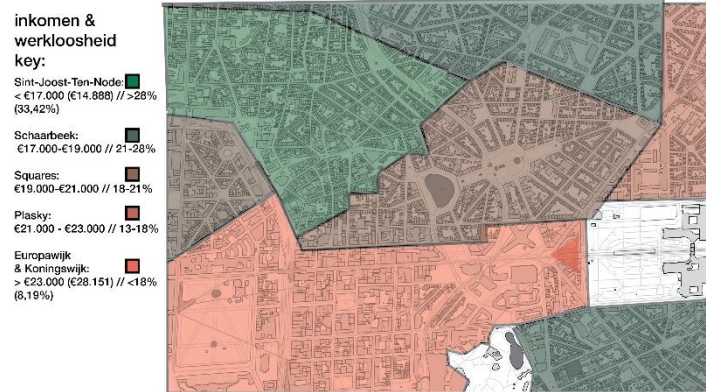 inkomen &
werkloosheid
key:
Sint-Joost-Ten-Node:
< €17.000 (€14.888) // >28%
(33,42%)
Schaarbeek:
€17.000-€19.000 // 21-28%
Squares:
€19.000-€21.000 // 18-21%
Plasky:
€21.000 - €23.000 // 13-18%
Europawijk
& Koningswijk:
> €23.000 (€28.151) // <18%
(8,19%)